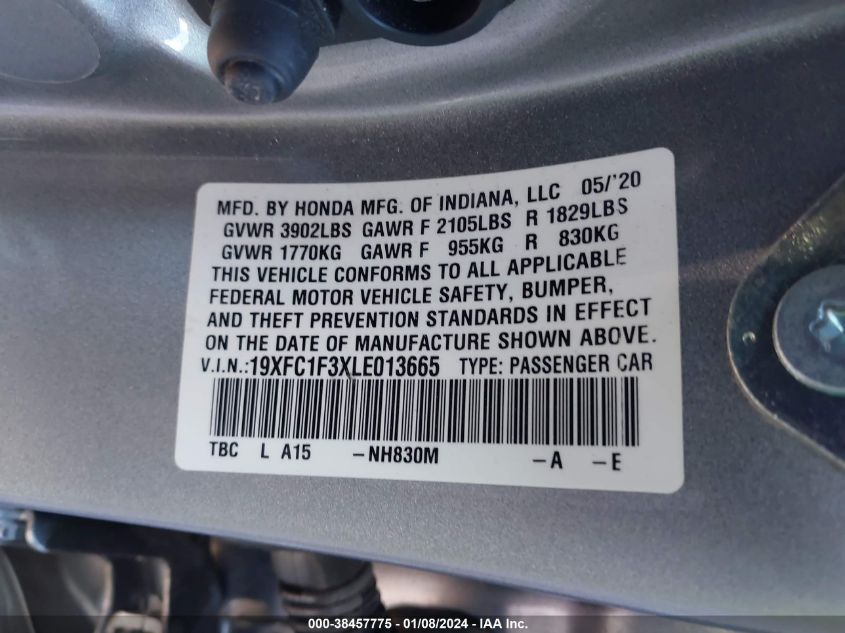 MFD. BY HONDA MFG. OF INDIANA, LLC 05/'20
GVWR 3902LBS GAWR F 2105LBS R 1829LBS
GVWR 1770KG GAWR F 955KG R 830KG
THIS VEHICLE CONFORMS TO ALL APPLICABLE
FEDERAL MOTOR VEHICLE SAFETY, BUMPER,
AND THEFT PREVENTION STANDARDS IN EFFECT
ON THE DATE OF MANUFACTURE SHOWN ABOVE.
V.I.N.:19XFC1F3XLE013665 TYPE: PASSENGER CAR
TBC L A15 -NH830M -A -E
000-38457775 - 01/08/2024 - IAA Inc.